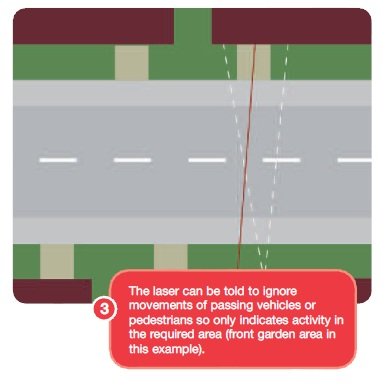 The laser can be told to ignore
movements of passing vehicles or
pedestrians so only indicates activity in
3
the required area (front garden area in
this example).